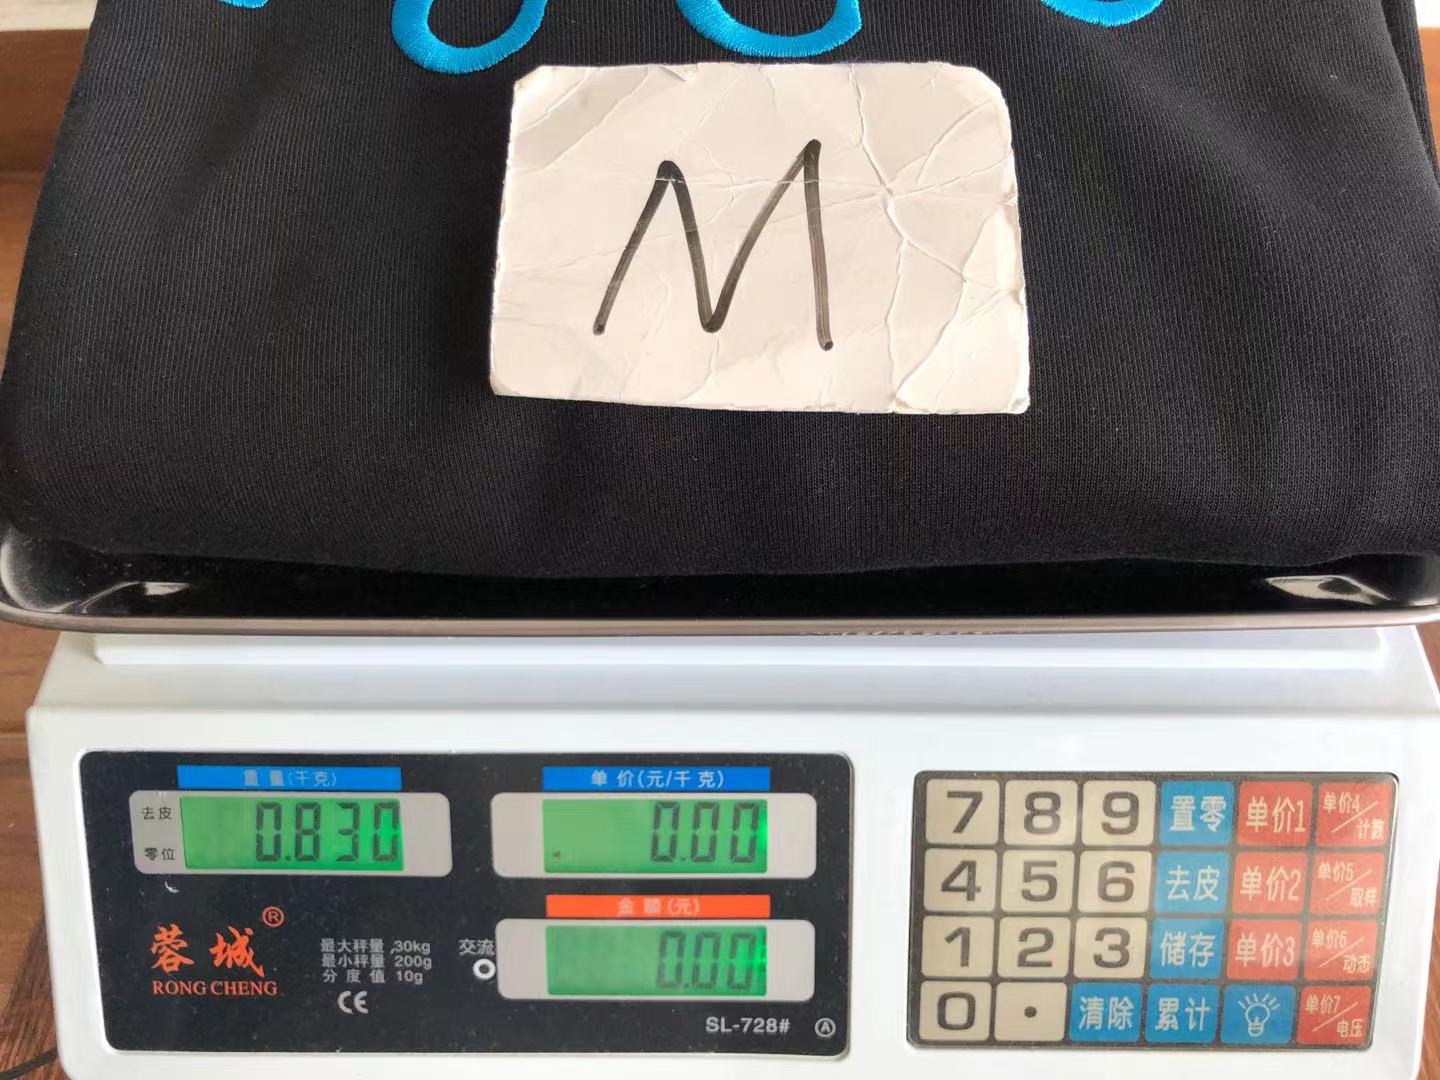 M
重量(千克)
单价(元/千克)
去皮
零位
0.830
0.00
金额(元)
0.00
蓉城®
RONG CHENG
最大秤量 30kg
最小秤量 200g
分度值 10g
CE
交流
SL-728#
A
7 8 9 置零 单价1 单价4/计数
4 5 6 去皮 单价2 单价5/取样
1 2 3 储存 单价3 单价6/动态
0 . 清除 累计 单价7/电压